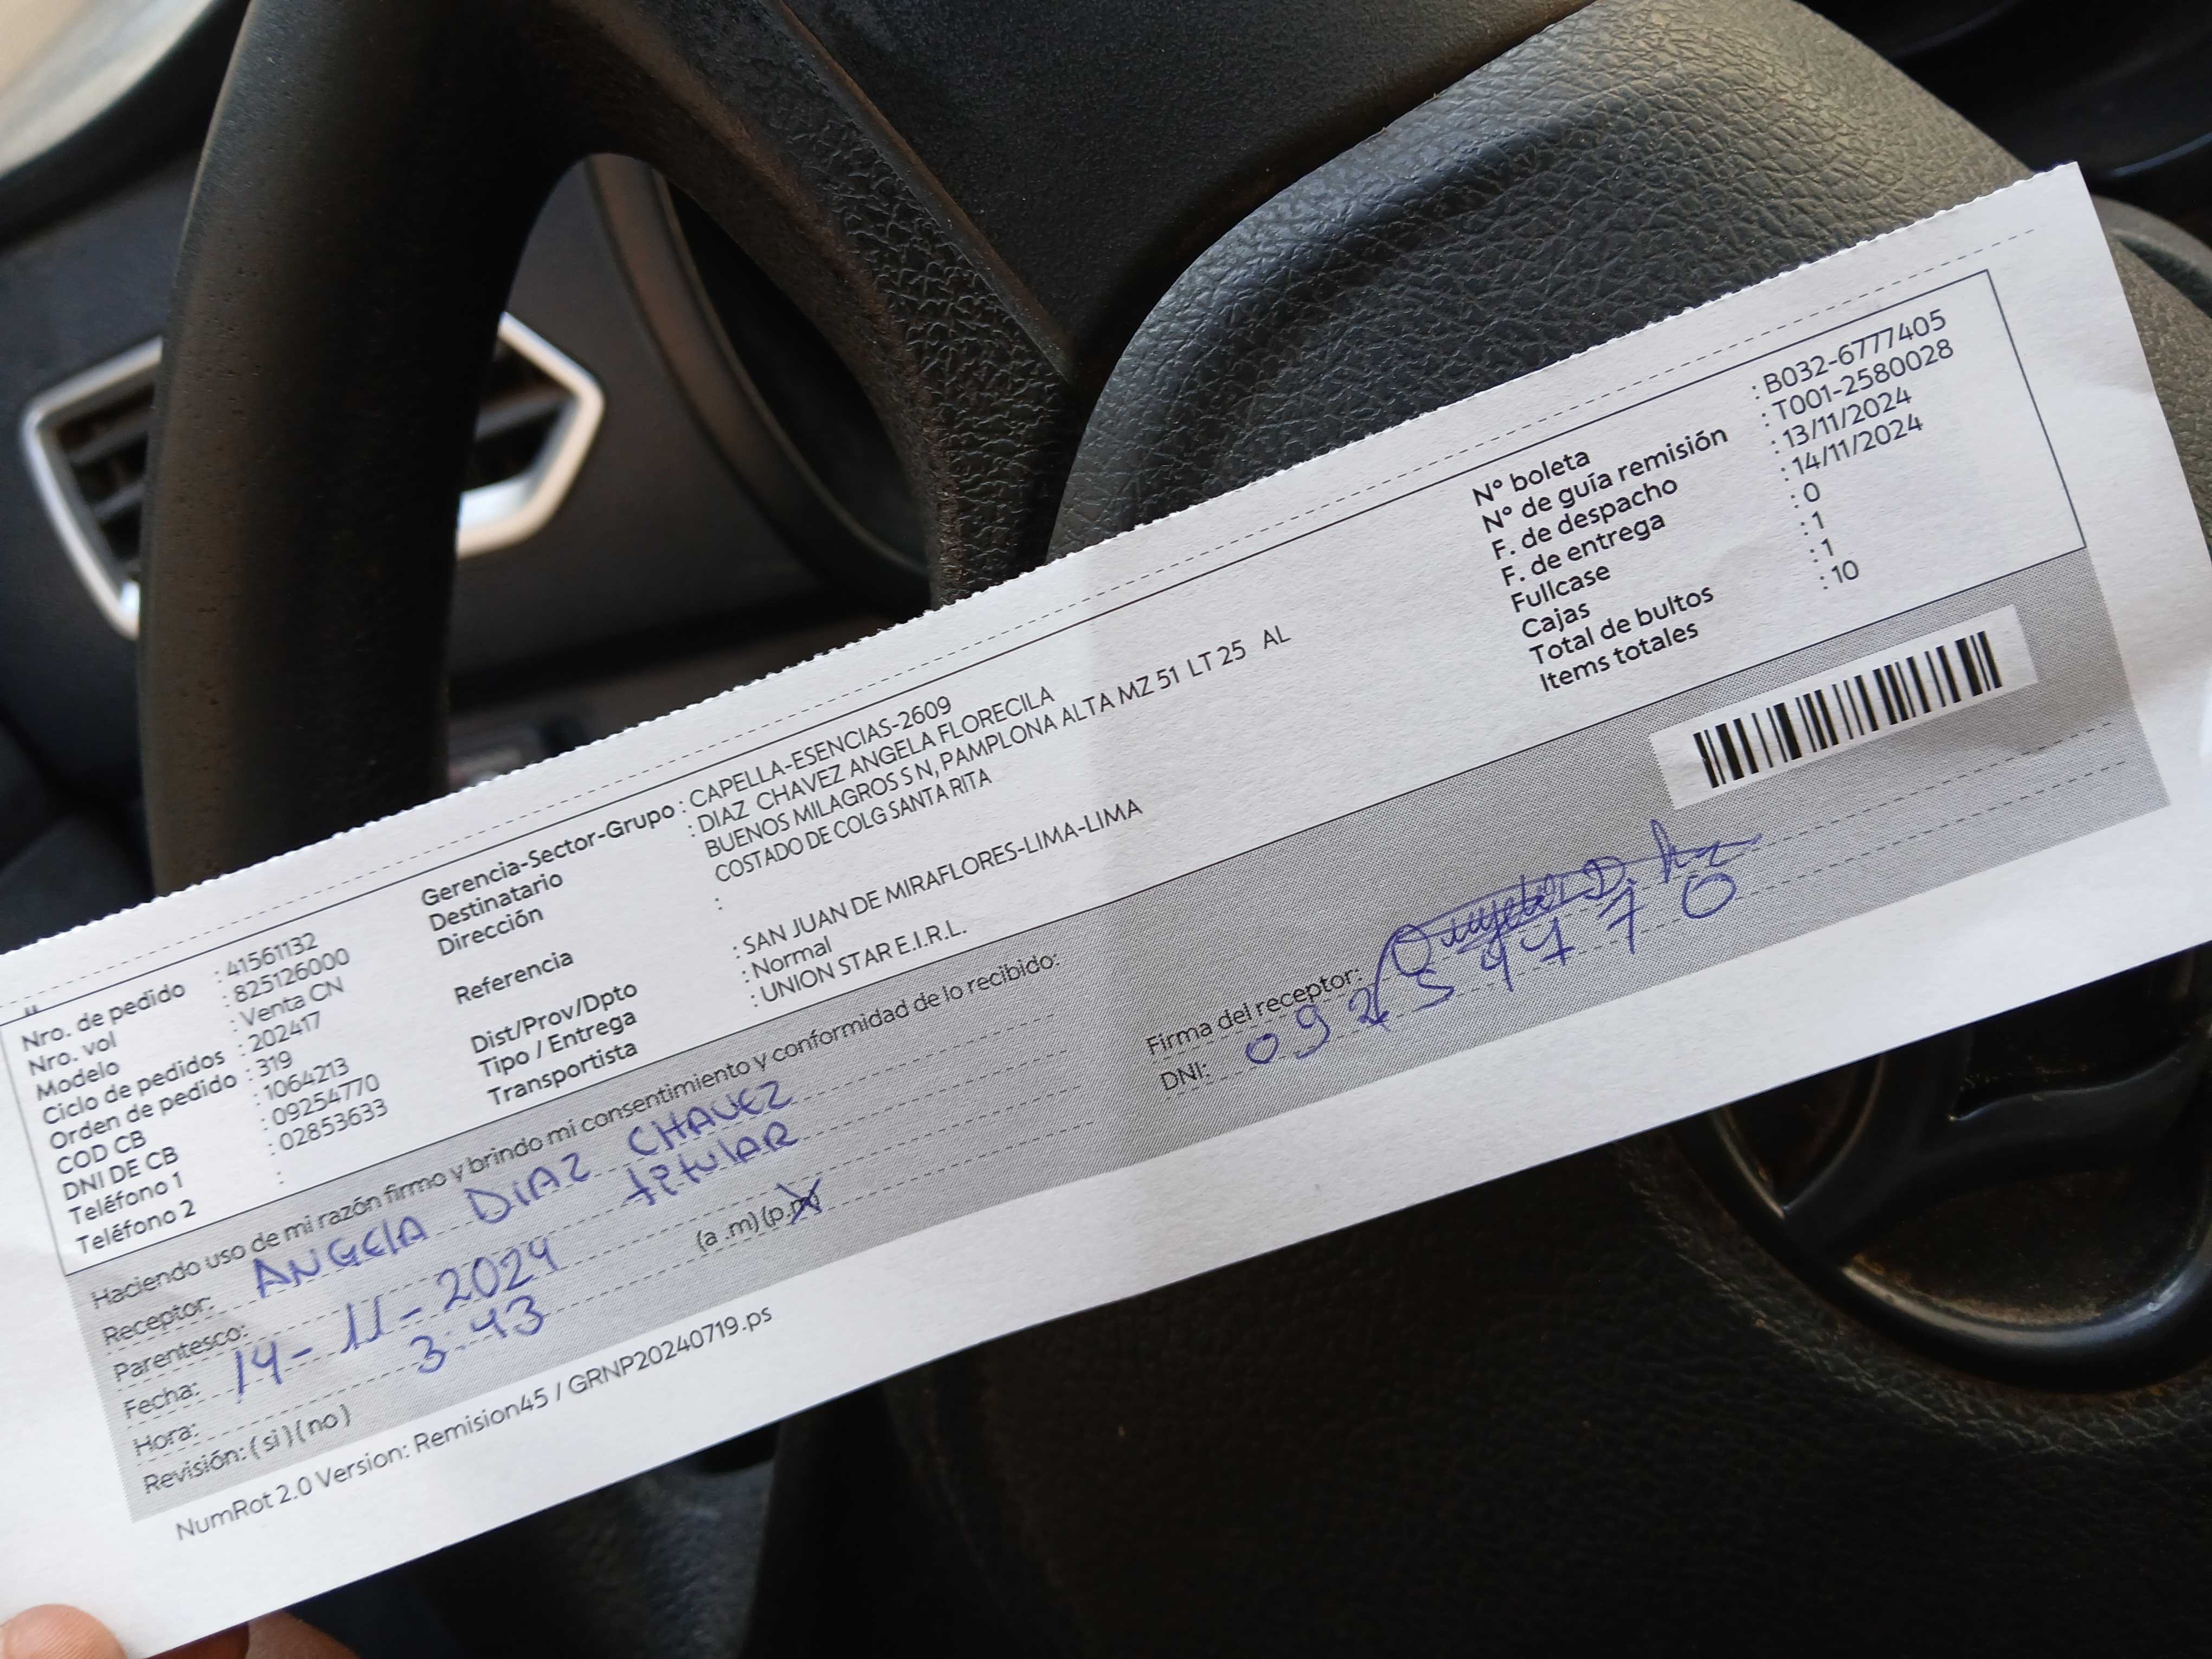 Nro. de pedido : 41561132
Nro. vol : 825126000
Modelo : Venta CN
Ciclo de pedidos : 202417
Orden de pedido : 319
COD CB : 1064213
DNI DE CB : 09254770
Teléfono 1 : 02853633
Teléfono 2 :
Gerencia-Sector-Grupo : CAPELLA-ESENCIAS-2609
Destinatario : DIAZ CHAVEZ ANGELA FLORECILA
Dirección BUENOS MILAGROS S N, PAMPLONA ALTA MZ 51 LT 25 AL
COSTADO DE COLG SANTA RITA
Referencia :
Dist/Prov/Dpto : SAN JUAN DE MIRAFLORES-LIMA-LIMA
Tipo / Entrega : Normal
Transportista : UNION STAR E.I.R.L.
N° boleta : B032-6777405
N° de guía remisión : T001-2580028
F. de despacho : 13/11/2024
F. de entrega : 14/11/2024
Fullcase : 0
Cajas : 1
Total de bultos : 1
Items totales : 10
Haciendo uso de mi razón firmo y brindo mi consentimiento y conformidad de lo recibido:
Receptor: ANGELA DIAZ CHAVEZ
Parentesco: titular
Fecha: 14-11-2024
Hora: 3:43 (a .m) (p.m)
Revisión: ( si ) ( no )
Firma del receptor:
DNI: 09254770
NumRot 2.0 Version: Remision45 / GRNP20240719.ps